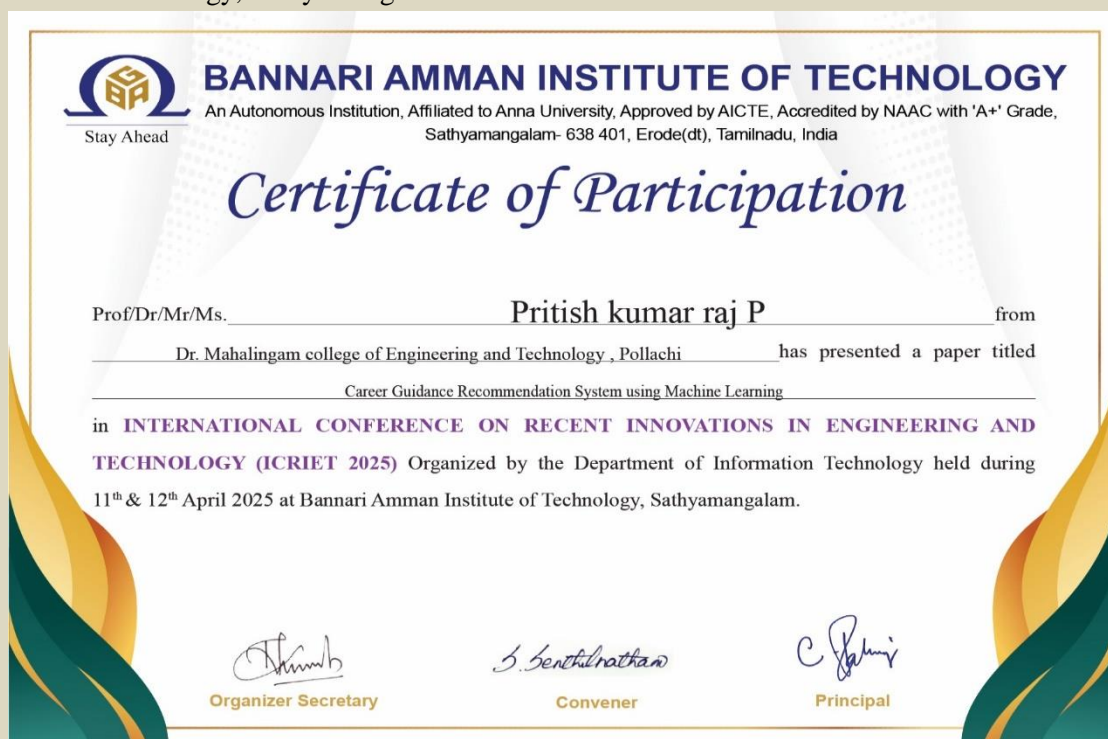 BANNARI AMMAN INSTITUTE OF TECHNOLOGY
An Autonomous Institution, Affiliated to Anna University, Approved by AICTE, Accredited by NAAC with 'A+' Grade,
Stay Ahead
Sathyamangalam- 638 401, Erode(dt), Tamilnadu, India
Certificate of Participation
Prof/Dr/Mr/Ms. Pritish kumar raj P from
Dr. Mahalingam college of Engineering and Technology , Pollachi has presented a paper titled
Career Guidance Recommendation System using Machine Learning
in INTERNATIONAL CONFERENCE ON RECENT INNOVATIONS IN ENGINEERING AND
TECHNOLOGY (ICRIET 2025) Organized by the Department of Information Technology held during
11th & 12th April 2025 at Bannari Amman Institute of Technology, Sathyamangalam.
S. Senthilnathan
Organizer Secretary
Convener
Principal